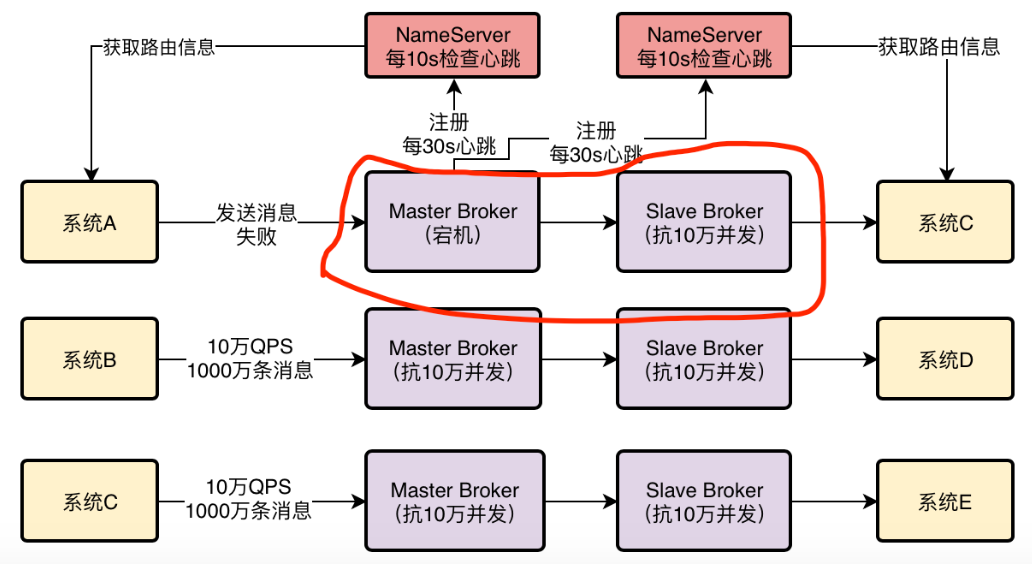 NameServer
每10s检查心跳
NameServer
每10s检查心跳
获取路由信息
获取路由信息
注册
每30s心跳
注册
每30s心跳
系统A
发送消息
失败
Master Broker
（宕机）
Slave Broker
（抗10万并发）
系统C
系统B
10万QPS
1000万条消息
Master Broker
（抗10万并发）
Slave Broker
（抗10万并发）
系统D
系统C
10万QPS
1000万条消息
Master Broker
（抗10万并发）
Slave Broker
（抗10万并发）
系统E